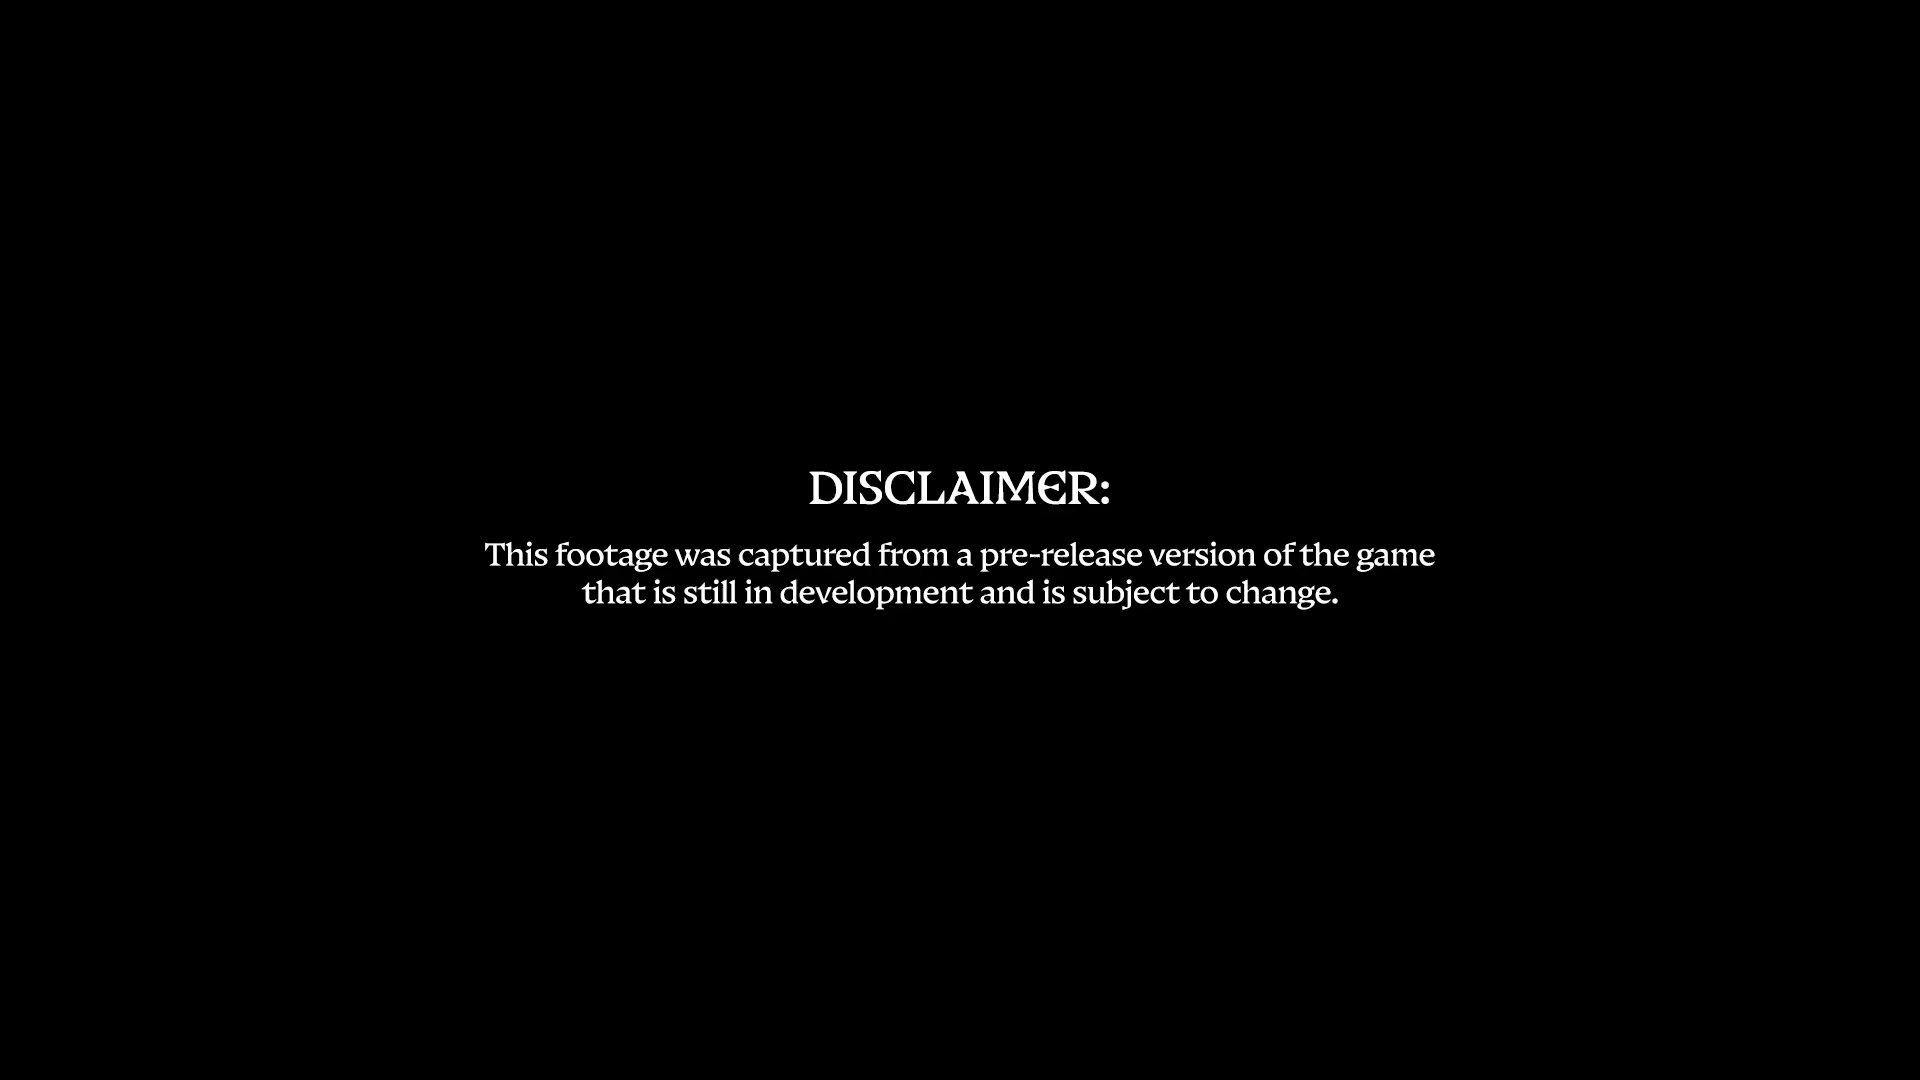 DISCLAIMER:
This footage was captured from a pre-release version of the game
that is still in development and is subject to change.